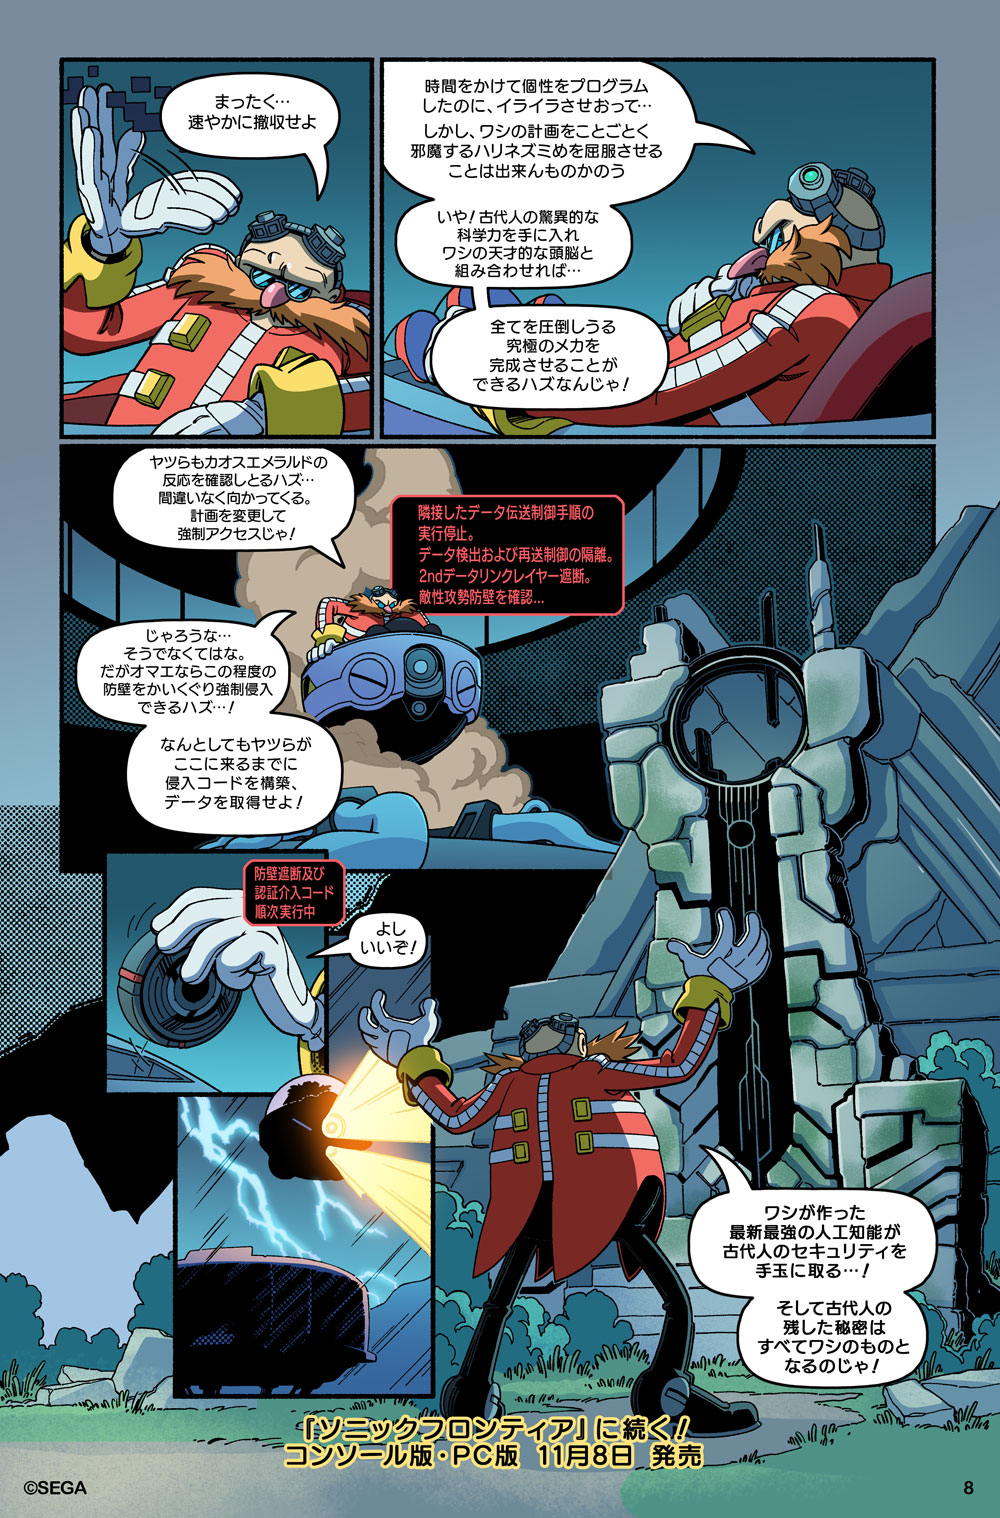 まったく…
速やかに撤収せよ
時間をかけて個性をプログラム
したのに、イライラさせおって…
しかし、ワシの計画をことごとく
邪魔するハリネズミめを屈服させる
ことは出来んものかのう
いや！古代人の驚異的な
科学力を手に入れ
ワシの天才的な頭脳と
組み合わせれば…
全てを圧倒しうる
究極のメカを
完成させることが
できるハズなんじゃ！
ヤツらもカオスエメラルドの
反応を確認しとるハズ…
間違いなく向かってくる。
計画を変更して
強制アクセスじゃ！
隣接したデータ伝送制御手順の
実行停止。
データ検出および再送制御の隔離。
2ndデータリンクレイヤー遮断。
敵性攻勢防壁を確認...
じゃろうな…
そうでなくてはな。
だがオマエならこの程度の
防壁をかいくぐり強制侵入
できるハズ…！
なんとしてもヤツらが
ここに来るまでに
侵入コードを構築、
データを取得せよ！
防壁遮断及び
認証介入コード
順次実行中
よし
いいぞ！
ワシが作った
最新最強の人工知能が
古代人のセキュリティを
手玉に取る…！
そして古代人の
残した秘密は
すべてワシのものと
なるのじゃ！
『ソニックフロンティア』に続く！
コンソール版・PC版 11月8日 発売
©SEGA
8